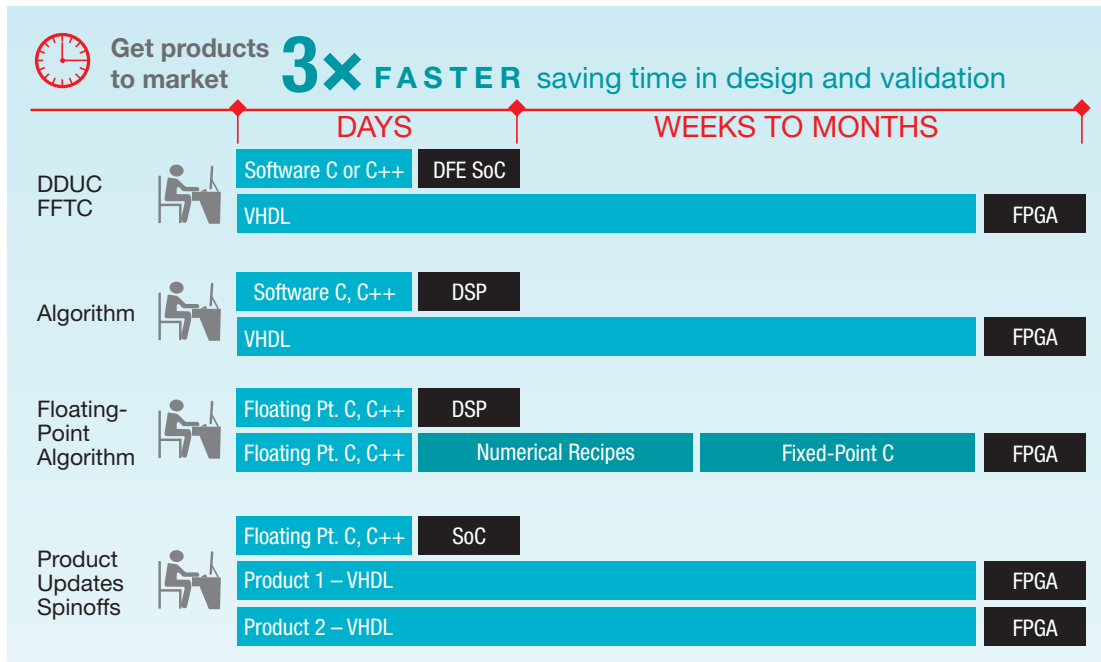 Get products
to market
3× FASTER saving time in design and validation
DAYS
WEEKS TO MONTHS
DDUC
FFTC
Software C or C++
DFE SoC
VHDL
FPGA
Algorithm
Software C, C++
DSP
VHDL
FPGA
Floating-
Point
Algorithm
Floating Pt. C, C++
DSP
Floating Pt. C, C++
Numerical Recipes
Fixed-Point C
FPGA
Product
Updates
Spinoffs
Floating Pt. C, C++
SoC
Product 1 – VHDL
FPGA
Product 2 – VHDL
FPGA